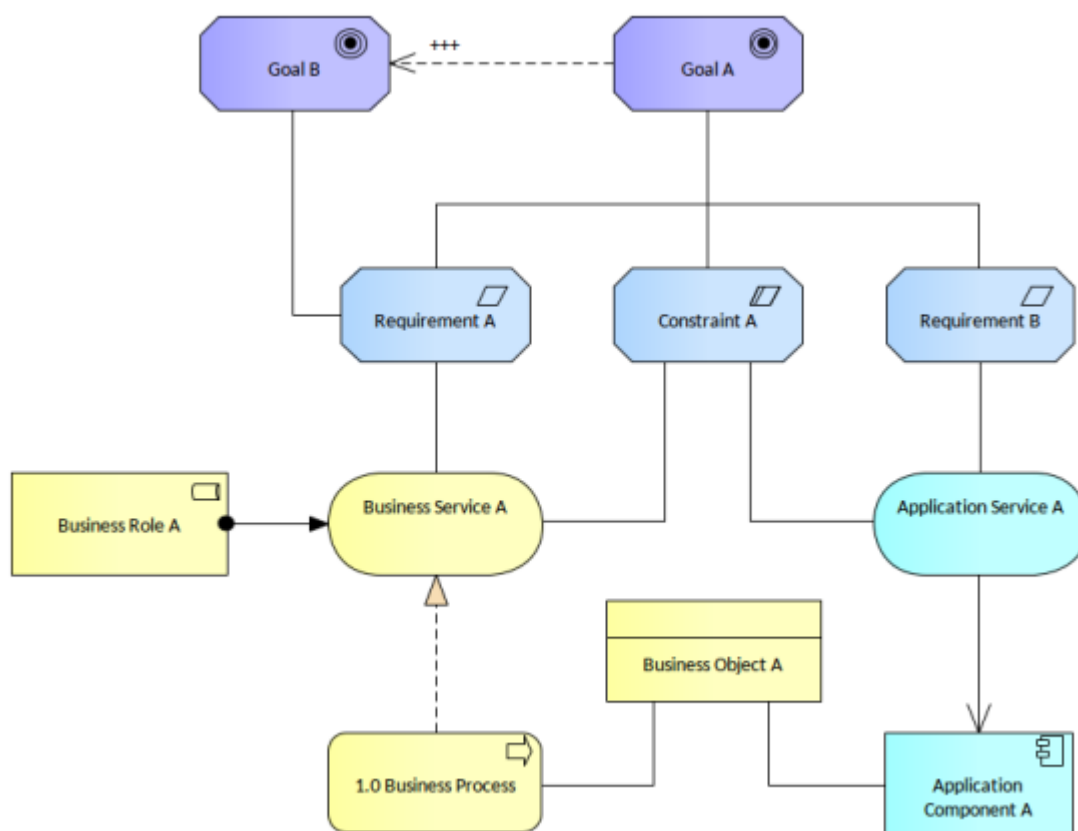 +++
Goal B
Goal A
Requirement A
Constraint A
Requirement B
Business Role A
Business Service A
Application Service A
Business Object A
1.0 Business Process
Application
Component A